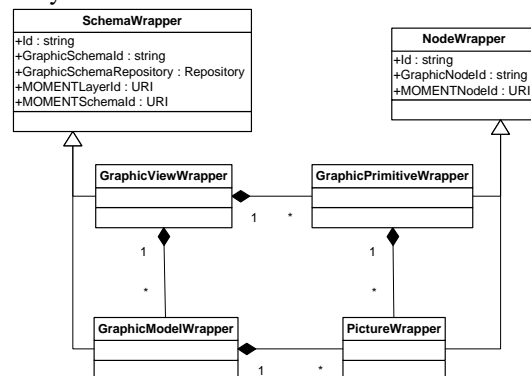 SchemaWrapper
+Id : string
+GraphicSchemaId : string
+GraphicSchemaRepository : Repository
+MOMENTLayerId : URI
+MOMENTSchemaId : URI
NodeWrapper
+Id : string
+GraphicNodeId : string
+MOMENTNodeId : URI
GraphicViewWrapper
GraphicPrimitiveWrapper
1
*
1
*
1
*
GraphicModelWrapper
PictureWrapper
1
*